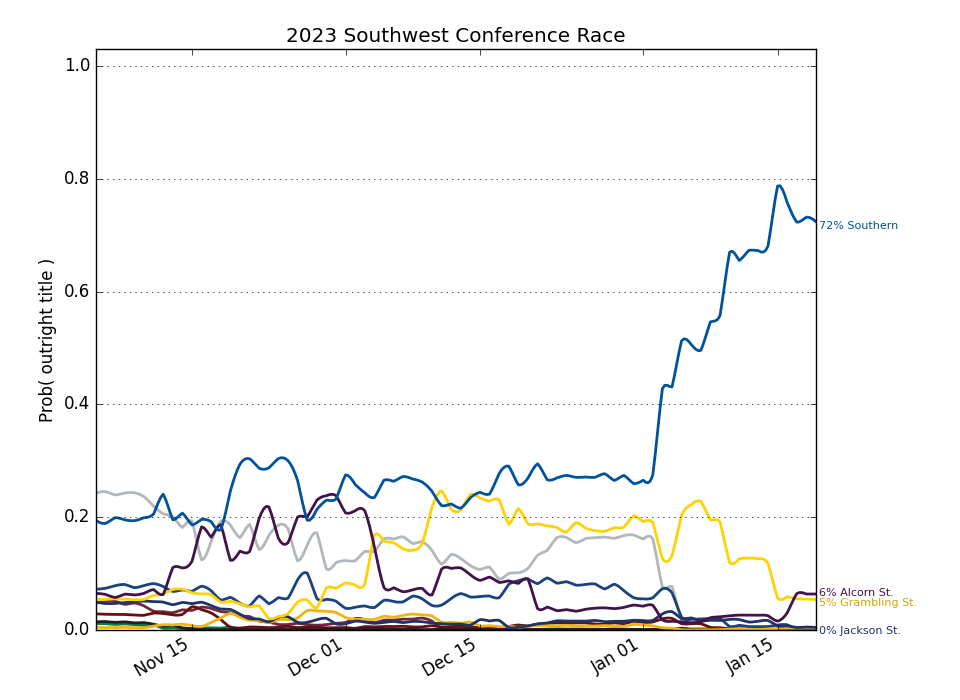 2023 Southwest Conference Race
Prob( outright title )
1.0
0.8
0.6
0.4
0.2
0.0
72% Southern
6% Alcorn St.
5% Grambling St.
0% Jackson St.
Nov 15
Dec 01
Dec 15
Jan 01
Jan 15